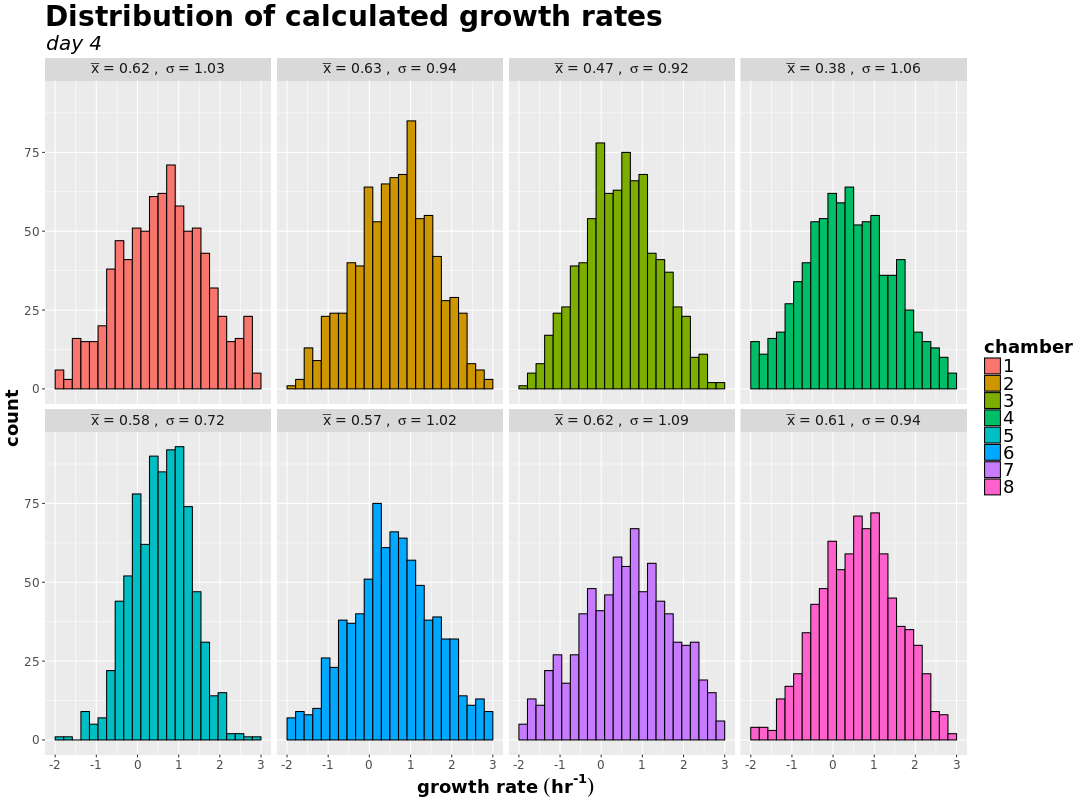 Distribution of calculated growth rates
day 4
x̅ = 0.62 , σ = 1.03
x̅ = 0.63 , σ = 0.94
x̅ = 0.47 , σ = 0.92
x̅ = 0.38 , σ = 1.06
75
50
25
0
x̅ = 0.58 , σ = 0.72
x̅ = 0.57 , σ = 1.02
x̅ = 0.62 , σ = 1.09
x̅ = 0.61 , σ = 0.94
75
50
25
0
count
-2 -1 0 1 2 3
-2 -1 0 1 2 3
-2 -1 0 1 2 3
-2 -1 0 1 2 3
growth rate (hr⁻¹)
chamber
1
2
3
4
5
6
7
8